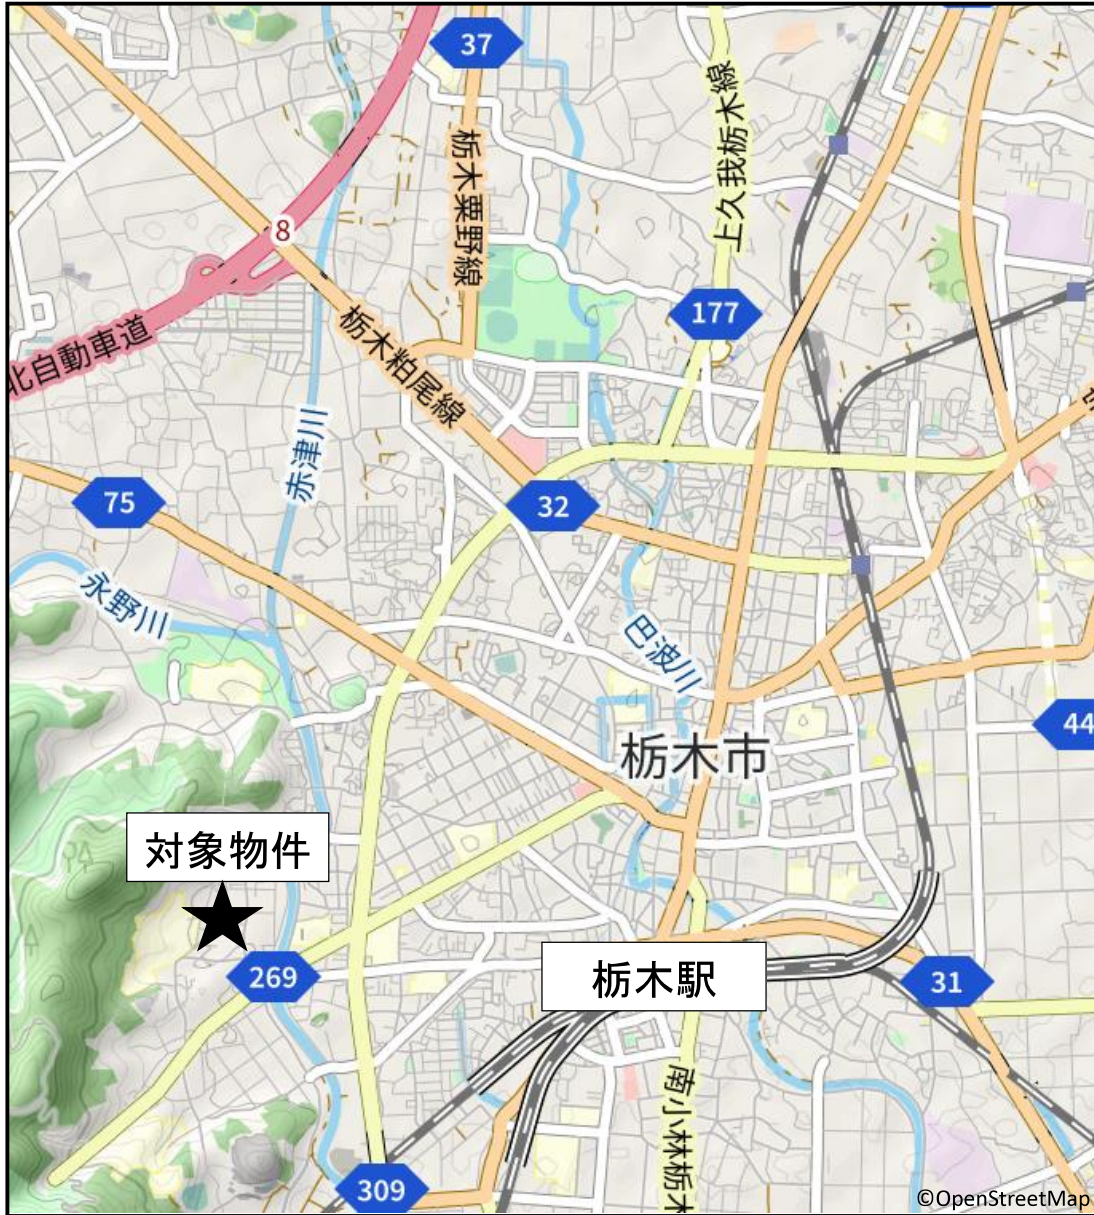 37
栃木粟野線
上久我栃木線
8
177
北自動車道
栃木粕尾線
赤津川
75
32
永野川
巴波川
44
栃木市
対象物件
269
栃木駅
31
南小林栃木
309
©OpenStreetMap